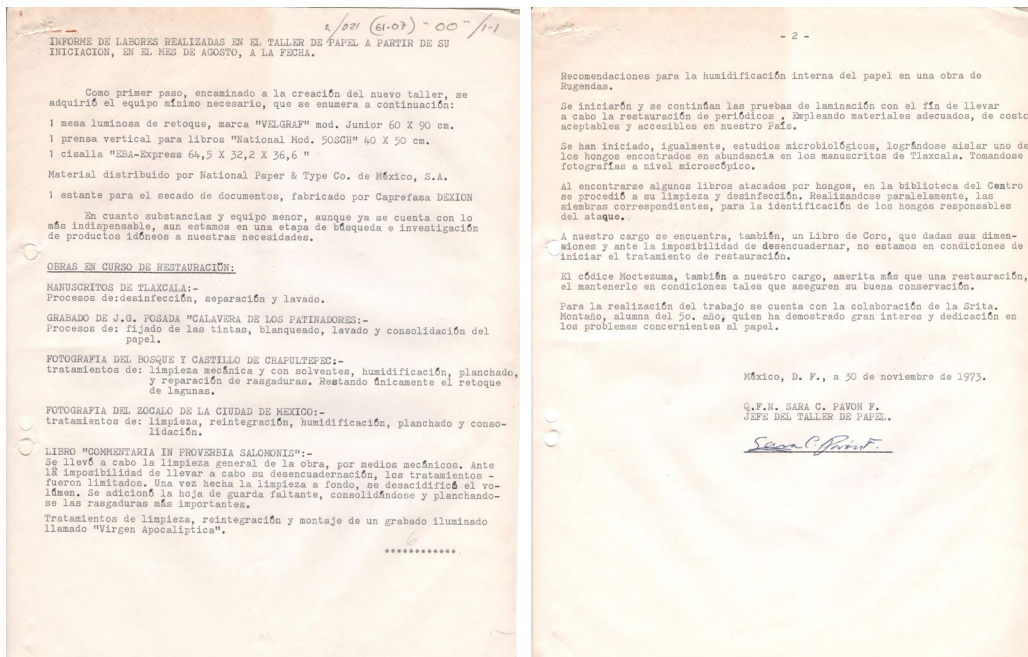 2/021 (61-07) - 00 - /1-1
INFORME DE LABORES REALIZADAS EN EL TALLER DE PAPEL A PARTIR DE SU
INICIACION, EN EL MES DE AGOSTO, A LA FECHA.
Como primer paso, encaminado a la creación del nuevo taller, se
adquirió el equipo mínimo necesario, que se enumera a continuación:
1 mesa luminosa de retoque, marca "VELGRAF" mod. Junior 60 X 90 cm.
1 prensa vertical para libros "National Mod. 50SCH" 40 X 50 cm.
1 cisalla "EBA-Express 64,5 X 32,2 X 36,6 "
Material distribuido por National Paper & Type Co. de México, S.A.
1 estante para el secado de documentos, fabricado por Caprefasa DEXION
En cuanto substancias y equipo menor, aunque ya se cuenta con lo
más indispensable, aun estamos en una etapa de búsqueda e investigación
de productos idóneos a nuestras necesidades.
OBRAS EN CURSO DE RESTAURACIÓN:
MANUSCRITOS DE TLAXCALA:-
Procesos de:desinfección, separación y lavado.
GRABADO DE J.G. POSADA "CALAVERA DE LOS PATINADORES:-
Procesos de: fijado de las tintas, blanqueado, lavado y consolidación del
papel.
FOTOGRAFIA DEL BOSQUE Y CASTILLO DE CHAPULTEPEC:-
tratamientos de: limpieza mecánica y con solventes, humidificación, planchado,
y reparación de rasgaduras. Restando únicamente el retoque
de lagunas.
FOTOGRAFIA DEL ZOCALO DE LA CIUDAD DE MEXICO:-
tratamientos de: limpieza, reintegración, humidificación, planchado y conso-
lidación.
LIBRO "COMMENTARIA IN PROVERBIA SALOMONIS":-
Se llevó a cabo la limpieza general de la obra, por medios mecánicos. Ante
la imposibilidad de llevar a cabo su desencuadernación, los tratamientos -
fueron limitados. Una vez hecha la limpieza a fondo, se desacidificó el vo-
lúmen. Se adicionó la hoja de guarda faltante, consolidándose y planchando-
se las rasgaduras más importantes.
Tratamientos de limpieza, reintegración y montaje de un grabado iluminado
llamado "Virgen Apocaliptica".
6
************
- 2 -
Recomendaciones para la humidificación interna del papel en una obra de
Rugendas.
Se iniciarón y se continúan las pruebas de laminación con el fín de llevar
a cabo la restauración de periódicos . Empleando materiales adecuados, de costo
aceptables y accesibles en nuestro País.
Se han iniciado, igualmente, estudios microbiológicos, lográndose aislar uno de
los hongos encontrados en abundancia en los manuscritos de Tlaxcala. Tomandose
fotografías a nivel microscópico.
Al encontrarse algunos libros atacados por hongos, en la biblioteca del Centro
se procedió a su limpieza y desinfección. Realizandose paralelamente, las
siembras correspondientes, para la identificación de los hongos responsables
del ataque.
A nuestro cargo se encuentra, también, un Libro de Coro, que dadas sus dimen-
siones y ante la imposibilidad de desencuadernar, no estamos en condiciones de
iniciar el tratamiento de restauración.
El códice Moctezuma, también a nuestro cargo, amerita más que una restauración,
el mantenerlo en condiciones tales que aseguren su buena conservación.
Para la realización del trabajo se cuenta con la colaboración de la Srita.
Montaño, alumna del 5o. año, quien ha demostrado gran interes y dedicación en
los problemas concernientes al papel.
México, D. F., a 30 de noviembre de 1973.
Q.F.N. SARA C. PAVON F.
JEFE DEL TALLER DE PAPEL.
Sara C. Pavon F.